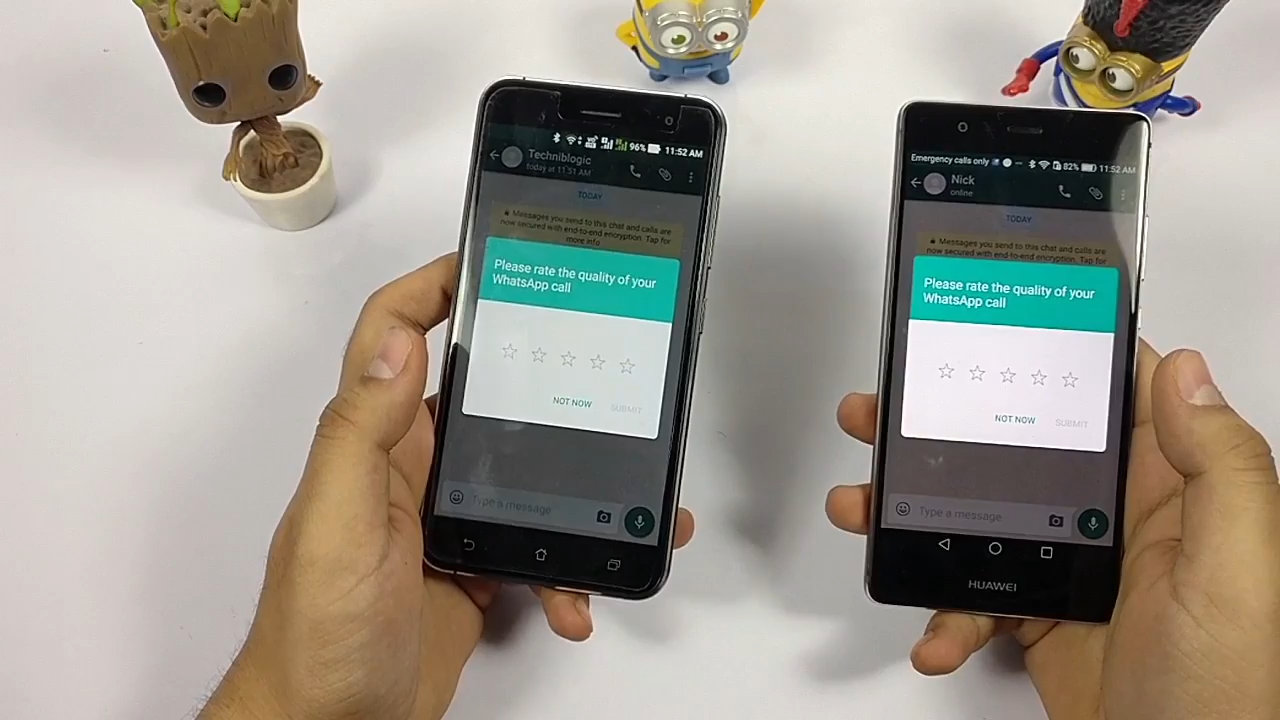 96% 11:52 AM
Techniblogic
today at 11:51 AM
TODAY
Messages you send to this chat and calls are
now secured with end-to-end encryption. Tap for
more info.
Please rate the quality of your
WhatsApp call
NOT NOW SUBMIT
Type a message
Emergency calls only 82% 11:52 AM
Nick
online
TODAY
Messages you send to this chat and calls are
now secured with end-to-end encryption. Tap for
Please rate the quality of your
WhatsApp call
NOT NOW SUBMIT
Type a message
HUAWEI